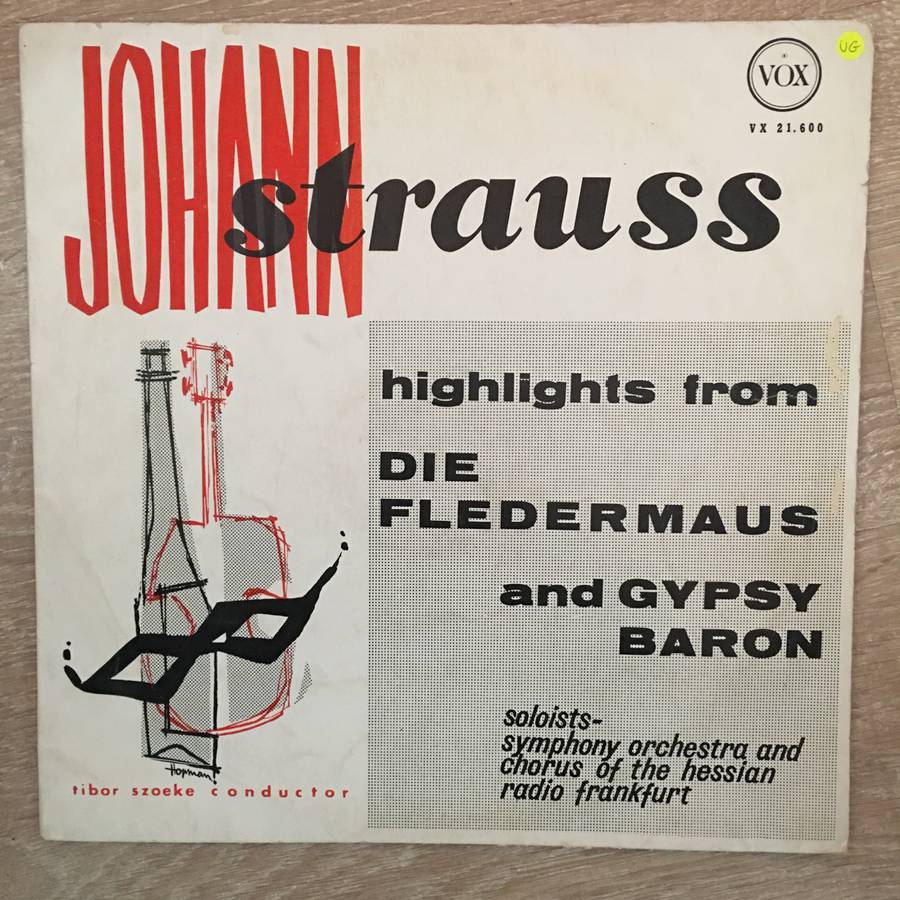 JOHANN
strauss
VOX
VX 21.600
UG
highlights from
DIE
FLEDERMAUS
and GYPSY
BARON
soloists-
symphony orchestra and
chorus of the hessian
radio frankfurt
Hopman!
tibor szoeke conductor